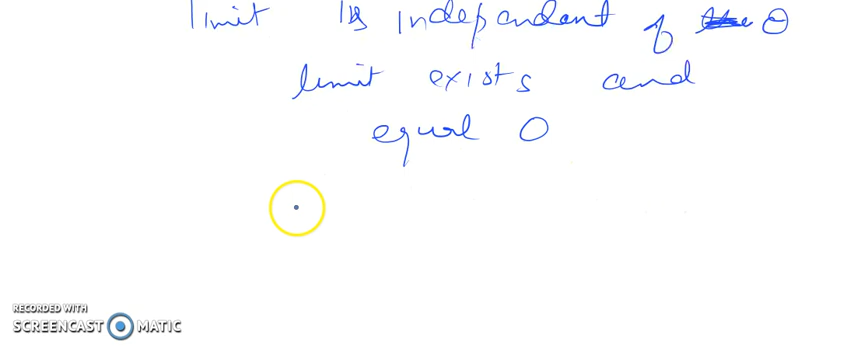 limit is independent of θ
limit exists and
equal 0
RECORDED WITH
SCREENCAST MATIC